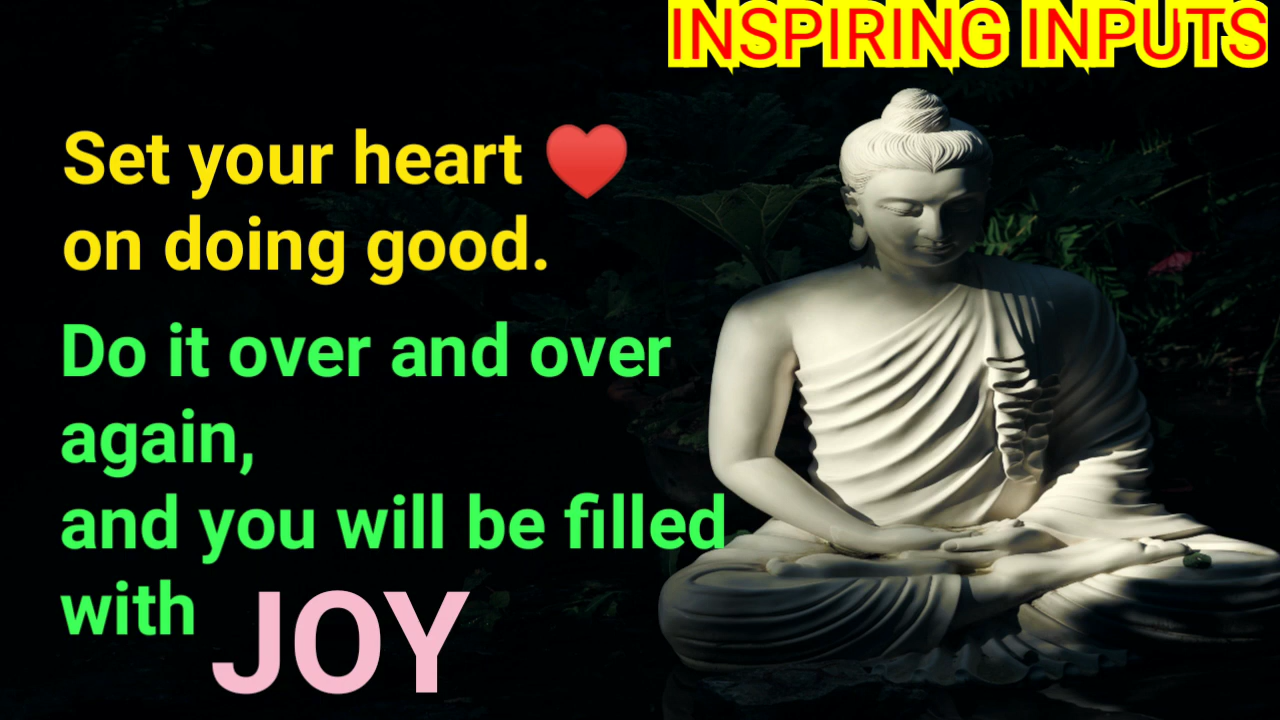 INSPIRING INPUTS
Set your heart ❤️
on doing good.
Do it over and over
again,
and you will be filled
with JOY